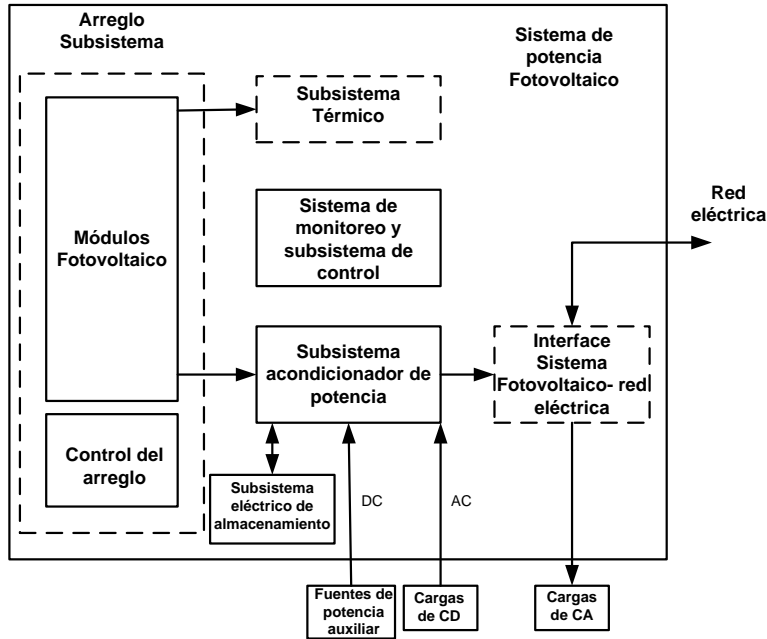 Arreglo
Subsistema
Sistema de
potencia
Fotovoltaico
Subsistema
Térmico
Módulos
Fotovoltaico
Sistema de
monitoreo y
subsistema de
control
Red
eléctrica
Subsistema
acondicionador de
potencia
Interface
Sistema
Fotovoltaico- red
eléctrica
Control del
arreglo
Subsistema
eléctrico de
almacenamiento
DC
AC
Fuentes de
potencia
auxiliar
Cargas
de CD
Cargas
de CA